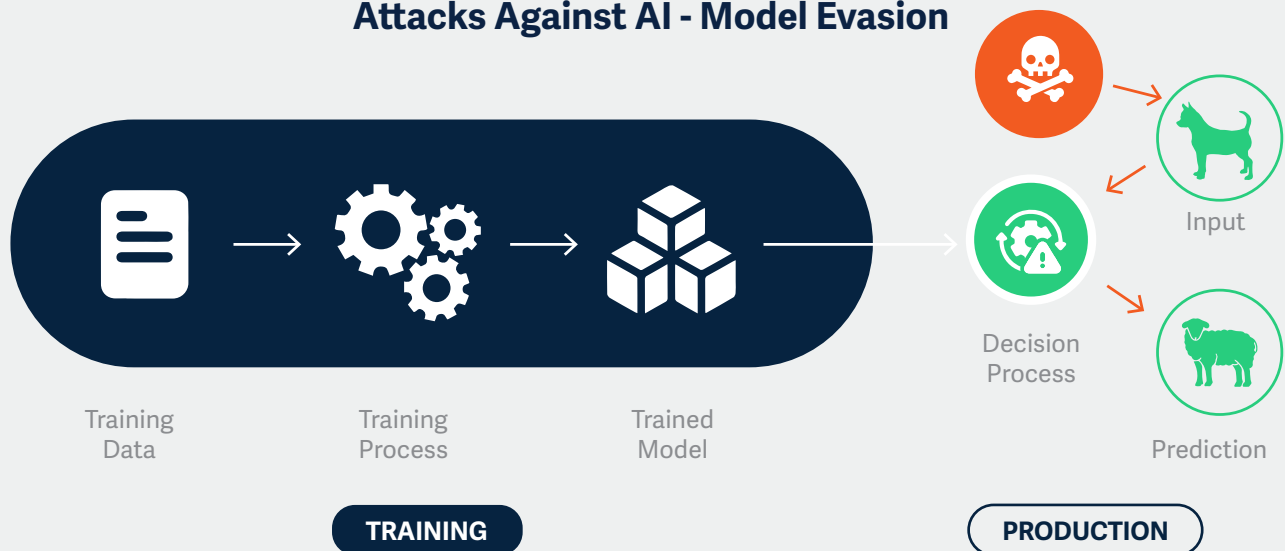 Attacks Against AI - Model Evasion
Input
Decision
Process
Training
Data
Training
Process
Trained
Model
Prediction
TRAINING
PRODUCTION